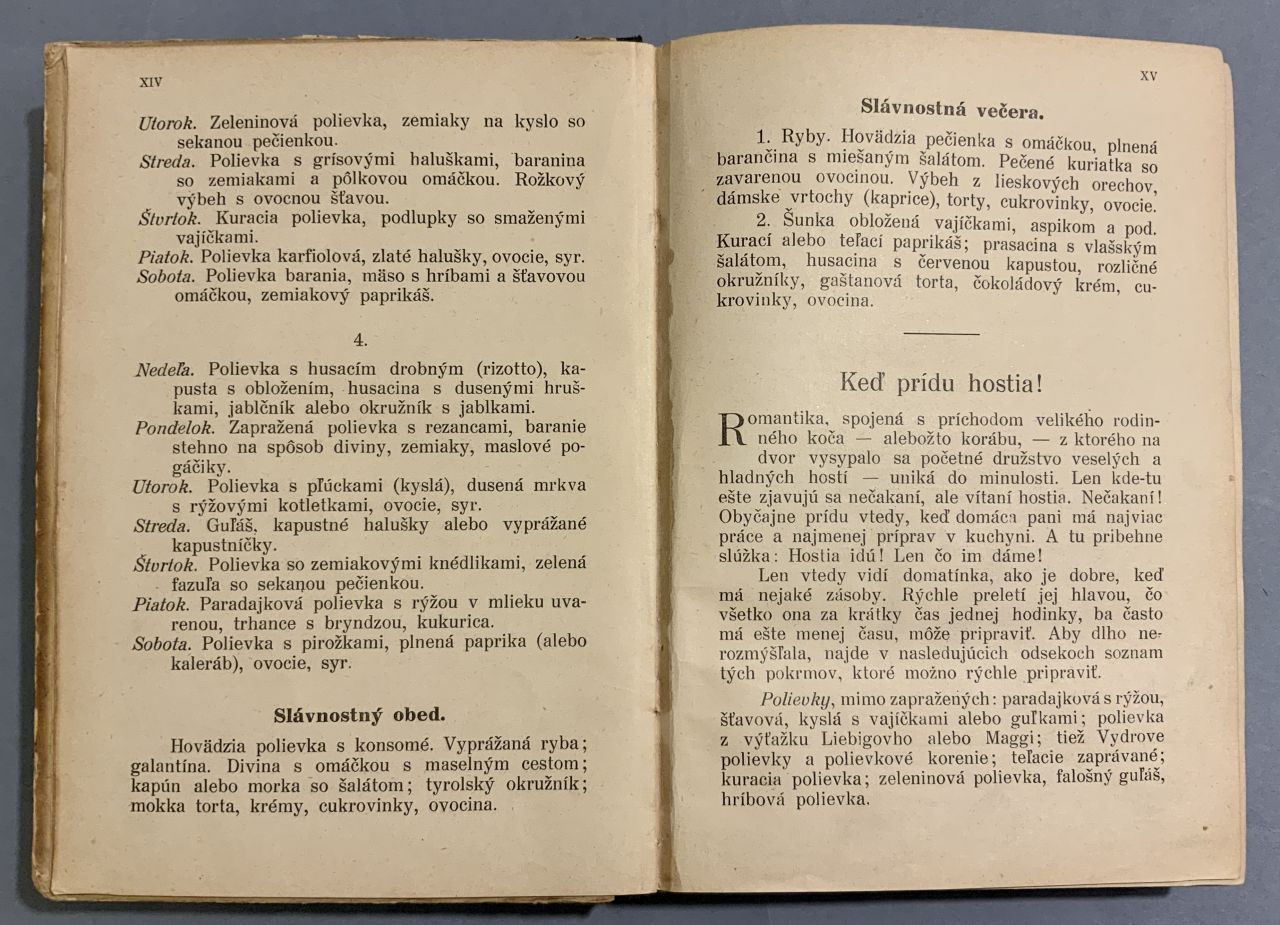 XIV
Utorok. Zeleninová polievka, zemiaky na kyslo so
sekanou pečienkou.
Streda. Polievka s grísovými haluškami, baranina
so zemiakami a pôlkovou omáčkou. Rožkový
výbeh s ovocnou šťavou.
Štvrtok. Kuracia polievka, podlupky so smaženými
vajíčkami.
Piatok. Polievka karfiolová, zlaté halušky, ovocie, syr.
Sobota. Polievka barania, mäso s hríbami a šťavovou
omáčkou, zemiakový paprikáš.
4.
Nedeľa. Polievka s husacím drobným (rizotto), ka-
pusta s obložením, husacina s dusenými hruš-
kami, jablčník alebo okružník s jablkami.
Pondelok. Zapražená polievka s rezancami, baranie
stehno na spôsob diviny, zemiaky, maslové po-
gáčiky.
Utorok. Polievka s pľúckami (kyslá), dusená mrkva
s rýžovými kotletkami, ovocie, syr.
Streda. Guľáš, kapustné halušky alebo vyprážané
kapustníčky.
Štvrtok. Polievka so zemiakovými knédlikami, zelená
fazuľa so sekanou pečienkou.
Piatok. Paradajková polievka s rýžou v mlieku uva-
renou, trhance s bryndzou, kukurica.
Sobota. Polievka s pirožkami, plnená paprika (alebo
kaleráb), ovocie, syr.
Slávnostný obed.
Hovädzia polievka s konsomé. Vyprážaná ryba;
galantína. Divina s omáčkou s maselným cestom;
kapún alebo morka so šalátom; tyrolský okružník;
mokka torta, krémy, cukrovinky, ovocina.
XV
Slávnostná večera.
1. Ryby. Hovädzia pečienka s omáčkou, plnená
barančina s miešaným šalátom. Pečené kuriatka so
zavarenou ovocinou. Výbeh z lieskových orechov,
dámske vrtochy (kaprice), torty, cukrovinky, ovocie.
2. Šunka obložená vajíčkami, aspikom a pod.
Kurací alebo teľací paprikáš; prasacina s vlašským
šalátom, husacina s červenou kapustou, rozličné
okružníky, gaštanová torta, čokoládový krém, cu-
krovinky, ovocina.
Keď prídu hostia!
Romantika, spojená s príchodom velikého rodin-
ného koča — alebožto korábu, — z ktorého na
dvor vysypalo sa početné družstvo veselých a
hladných hostí — uniká do minulosti. Len kde-tu
ešte zjavujú sa nečakaní, ale vítaní hostia. Nečakaní!
Obyčajne prídu vtedy, keď domáca pani má najviac
práce a najmenej príprav v kuchyni. A tu pribehne
slúžka: Hostia idú! Len čo im dáme!
Len vtedy vidí domatínka, ako je dobre, keď
má nejaké zásoby. Rýchle preletí jej hlavou, čo
všetko ona za krátky čas jednej hodinky, ba často
má ešte menej času, môže pripraviť. Aby dlho ne-
rozmýšľala, najde v nasledujúcich odsekoch soznam
tých pokrmov, ktoré možno rýchle pripraviť.
Polievky, mimo zapražených: paradajková s rýžou,
šťavová, kyslá s vajíčkami alebo guľkami; polievka
z výťažku Liebigovho alebo Maggi; tiež Vydrove
polievky a polievkové korenie; teľacie zaprávané;
kuracia polievka; zeleninová polievka, falošný guľáš,
hríbová polievka.